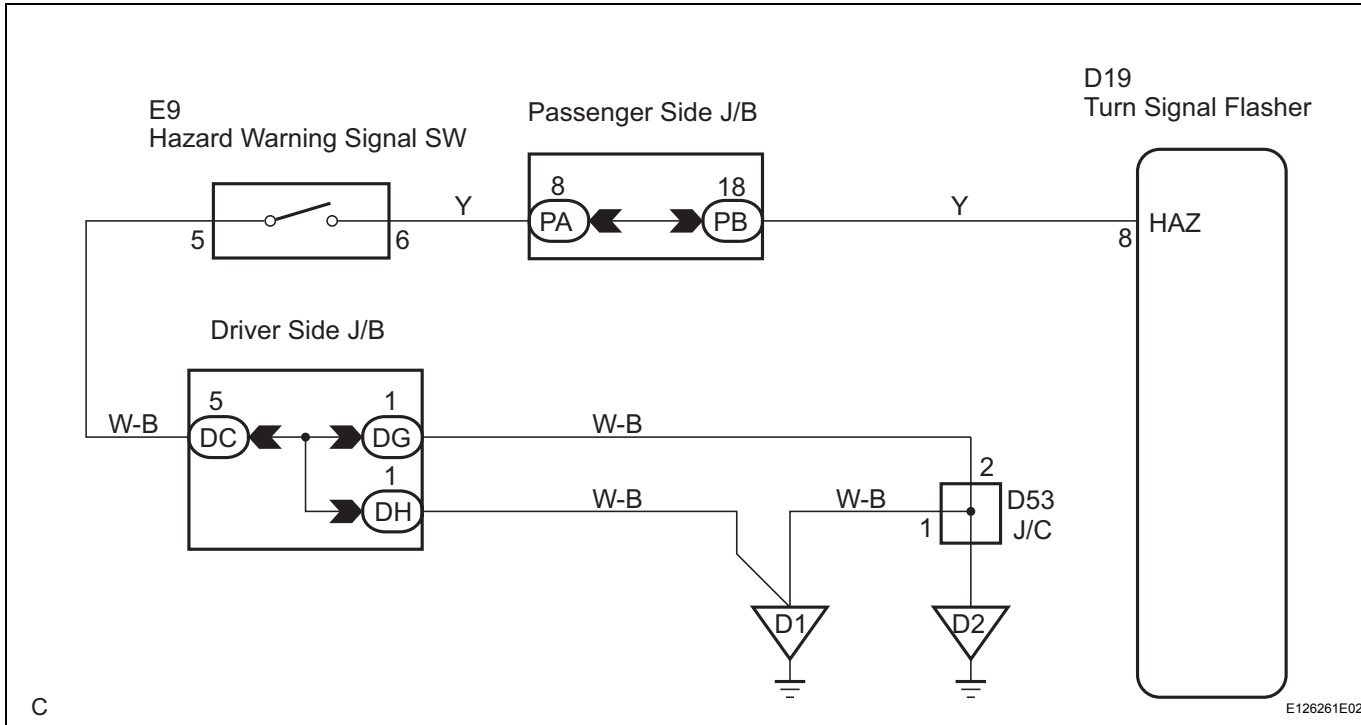 D19
Turn Signal Flasher
E9
Hazard Warning Signal SW
Passenger Side J/B
8
18
Y
PA
PB
Y
HAZ
5
6
8
Driver Side J/B
5
1
W-B
DC
DG
W-B
1
2
DH
W-B
W-B
1
D53
J/C
D1
D2
C
E126261E02